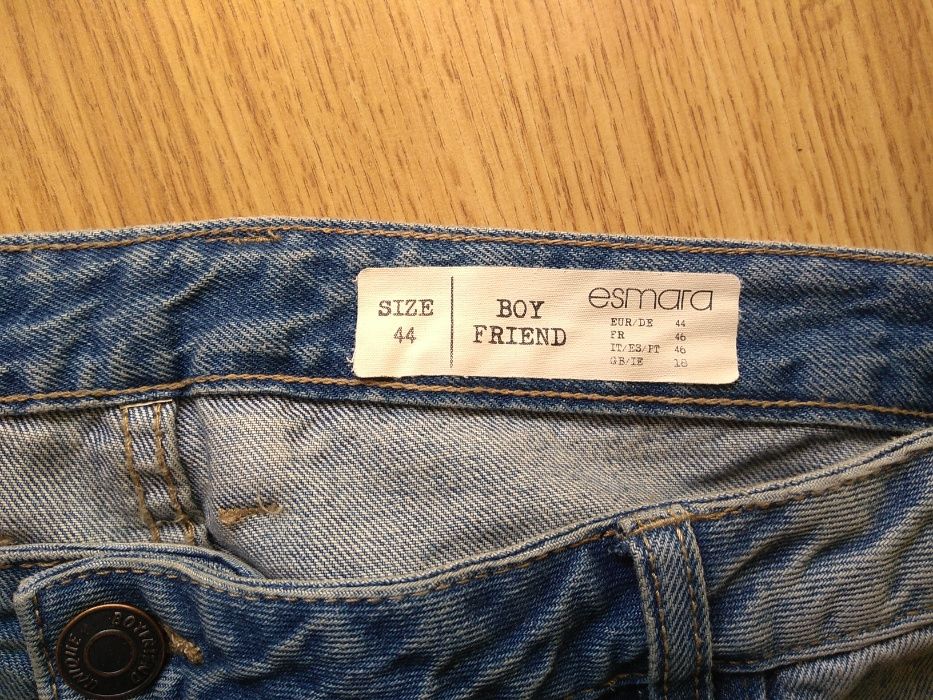 SIZE
44
BOY
FRIEND
esmara
EUR/DE 44
FR 46
IT/ES/PT 46
GB/IE 18